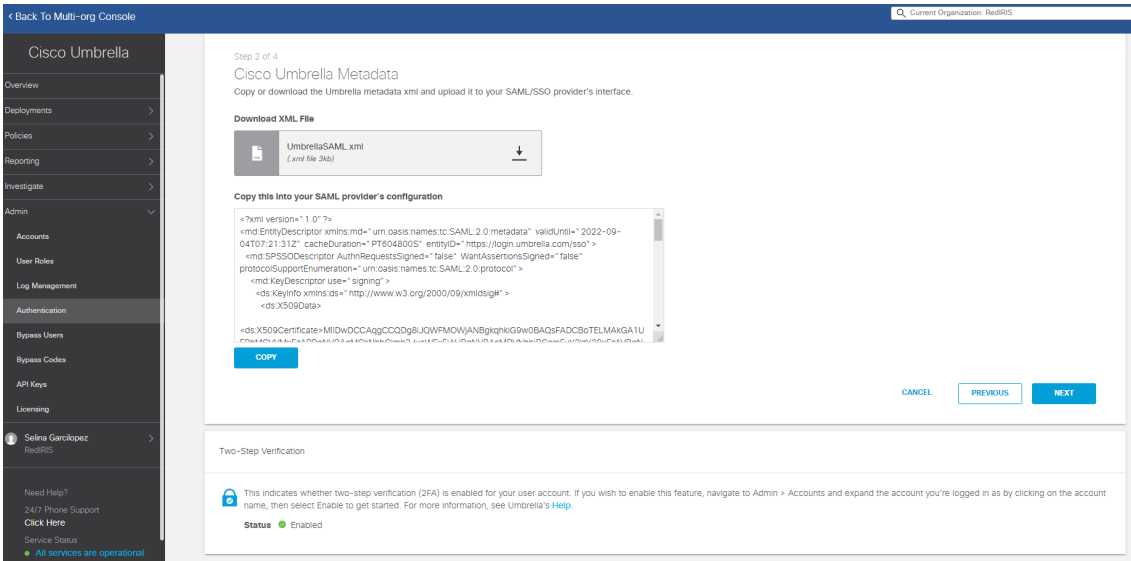 < Back To Multi-org Console
Current Organization: RedIRIS
Cisco Umbrella
Overview
Deployments
Policies
Reporting
Investigate
Admin
Accounts
User Roles
Log Management
Authentication
Bypass Users
Bypass Codes
API Keys
Licensing
Selina Garcilopez
RedIRIS
Need Help?
24/7 Phone Support
Click Here
Service Status
All services are operational
Step 2 of 4
Cisco Umbrella Metadata
Copy or download the Umbrella metadata xml and upload it to your SAML/SSO provider's interface.
Download XML File
UmbrellaSAML.xml
(.xml file 3kb)
Copy this into your SAML provider's configuration
<?xml version="1.0"?>
<md:EntityDescriptor xmlns:md="urn:oasis:names:tc:SAML:2.0:metadata" validUntil="2022-09-
04T07:21:31Z" cacheDuration="PT604800S" entityID="https://login.umbrella.com/sso">
<md:SPSSODescriptor AuthnRequestsSigned="false" WantAssertionsSigned="false"
protocolSupportEnumeration="urn:oasis:names:tc:SAML:2.0:protocol">
<md:KeyDescriptor use="signing">
<ds:KeyInfo xmlns:ds="http://www.w3.org/2000/09/xmldsig#">
<ds:X509Data>
COPY
CANCEL
PREVIOUS
NEXT
Two-Step Verification
This indicates whether two-step verification (2FA) is enabled for your user account. If you wish to enable this feature, navigate to Admin > Accounts and expand the account you're logged in as by clicking on the account
name, then select Enable to get started. For more information, see Umbrella's Help.
Status Enabled